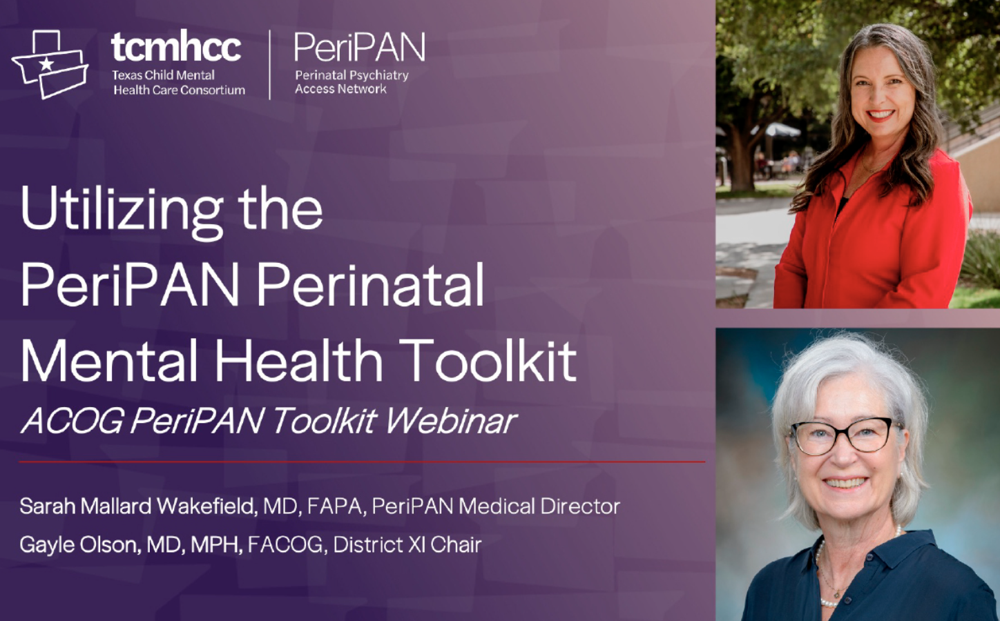 tcmhcc
Texas Child Mental
Health Care Consortium
PeriPAN
Perinatal Psychiatry
Access Network
Utilizing the
PeriPAN Perinatal
Mental Health Toolkit
ACOG PeriPAN Toolkit Webinar
Sarah Mallard Wakefield, MD, FAPA, PeriPAN Medical Director
Gayle Olson, MD, MPH, FACOG, District XI Chair